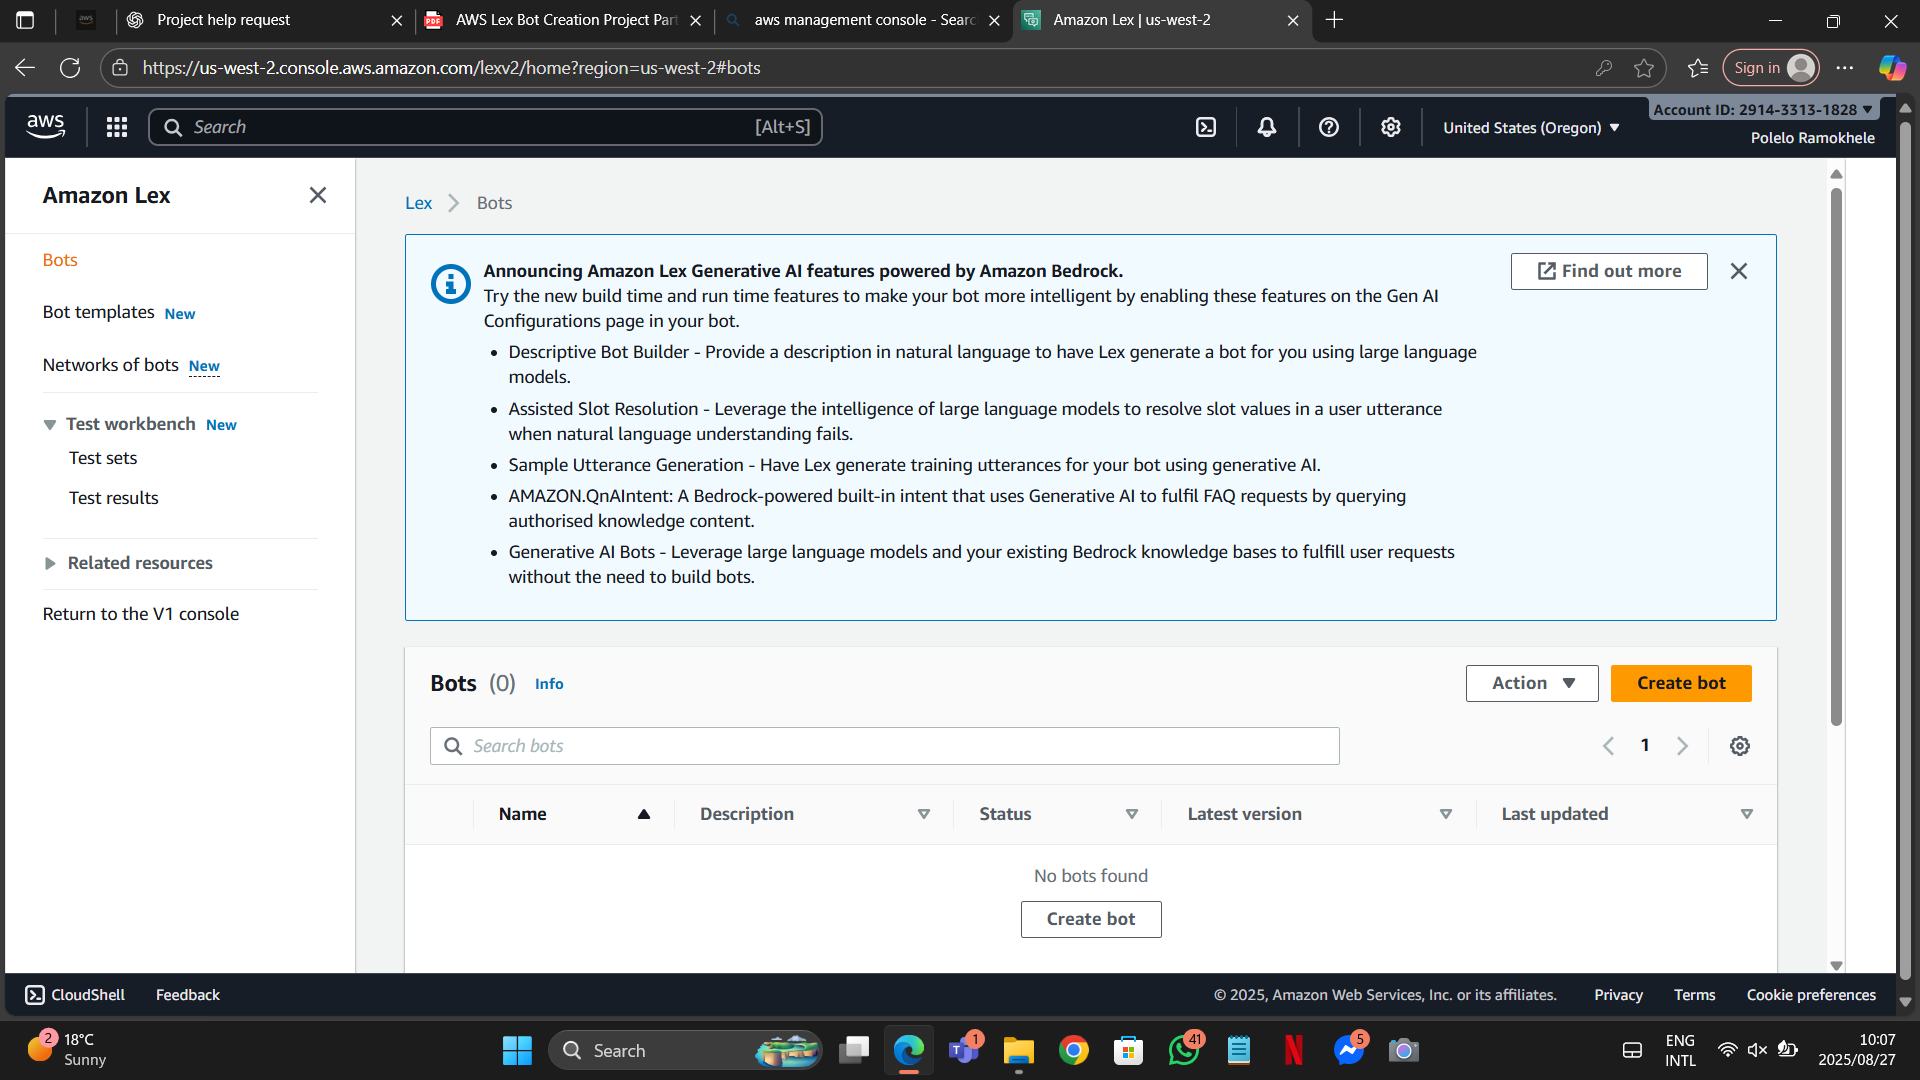 Project help request
AWS Lex Bot Creation Project Part
aws management console - Searc
Amazon Lex | us-west-2
https://us-west-2.console.aws.amazon.com/lexv2/home?region=us-west-2#bots
Sign in
aws
Search
[Alt+S]
United States (Oregon)
Account ID: 2914-3313-1828
Polelo Ramokhele
Amazon Lex
Bots
Bot templates New
Networks of bots New
Test workbench New
Test sets
Test results
Related resources
Return to the V1 console
Lex
Bots
Announcing Amazon Lex Generative AI features powered by Amazon Bedrock.
Try the new build time and run time features to make your bot more intelligent by enabling these features on the Gen AI
Configurations page in your bot.
• Descriptive Bot Builder - Provide a description in natural language to have Lex generate a bot for you using large language
models.
• Assisted Slot Resolution - Leverage the intelligence of large language models to resolve slot values in a user utterance
when natural language understanding fails.
• Sample Utterance Generation - Have Lex generate training utterances for your bot using generative AI.
• AMAZON.QnAIntent: A Bedrock-powered built-in intent that uses Generative AI to fulfil FAQ requests by querying
authorised knowledge content.
• Generative AI Bots - Leverage large language models and your existing Bedrock knowledge bases to fulfill user requests
without the need to build bots.
Find out more
Bots (0) Info
Action
Create bot
Search bots
1
Name
Description
Status
Latest version
Last updated
No bots found
Create bot
CloudShell
Feedback
© 2025, Amazon Web Services, Inc. or its affiliates.
Privacy
Terms
Cookie preferences
2
18°C
Sunny
Search
1
41
5
ENG
INTL
10:07
2025/08/27